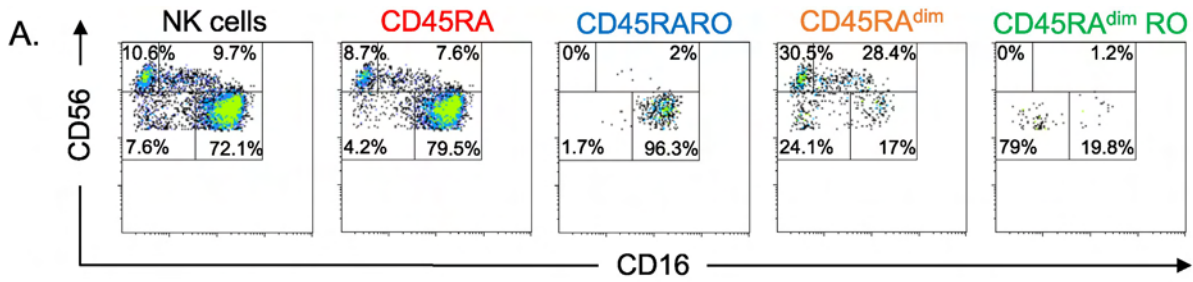 A.
NK cells CD45RA CD45RARO CD45RAdim CD45RAdim RO
10.6% 9.7% 8.7% 7.6% 0% 2% 30.5% 28.4% 0% 1.2%
CD56
7.6% 72.1% 4.2% 79.5% 1.7% 96.3% 24.1% 17% 79% 19.8%
CD16